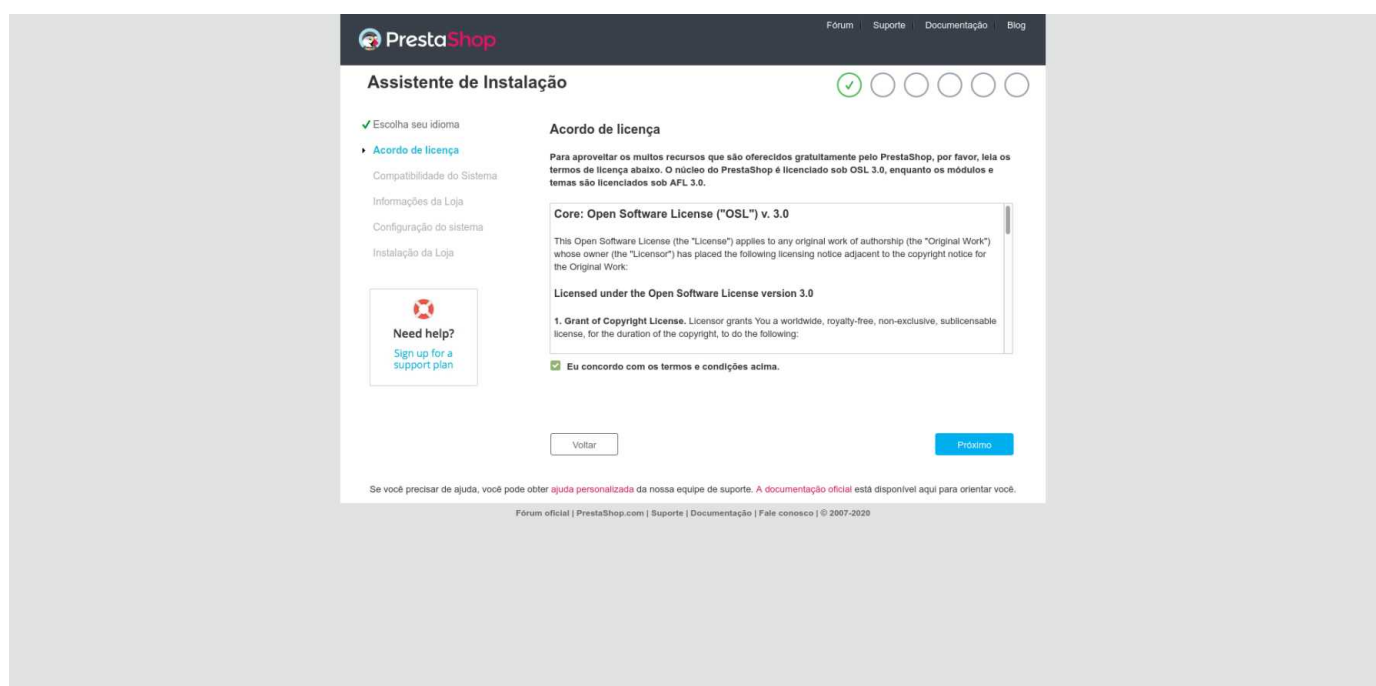 Fórum
Suporte
Documentação
Blog
PrestaShop
Assistente de Instalação
Escolha seu idioma
Acordo de licença
Compatibilidade do Sistema
Informações da Loja
Configuração do sistema
Instalação da Loja
Need help?
Sign up for a
support plan
Acordo de licença
Para aproveitar os muitos recursos que são oferecidos gratuitamente pelo PrestaShop, por favor, leia os
termos de licença abaixo. O núcleo do PrestaShop é licenciado sob OSL 3.0, enquanto os módulos e
temas são licenciados sob AFL 3.0.
Core: Open Software License ("OSL") v. 3.0
This Open Software License (the "License") applies to any original work of authorship (the "Original Work")
whose owner (the "Licensor") has placed the following licensing notice adjacent to the copyright notice for
the Original Work:
Licensed under the Open Software License version 3.0
1. Grant of Copyright License. Licensor grants You a worldwide, royalty-free, non-exclusive, sublicensable
license, for the duration of the copyright, to do the following:
Eu concordo com os termos e condições acima.
Voltar
Próximo
Se você precisar de ajuda, você pode obter ajuda personalizada da nossa equipe de suporte. A documentação oficial está disponível aqui para orientar você.
Fórum oficial | PrestaShop.com | Suporte | Documentação | Fale conosco | © 2007-2020